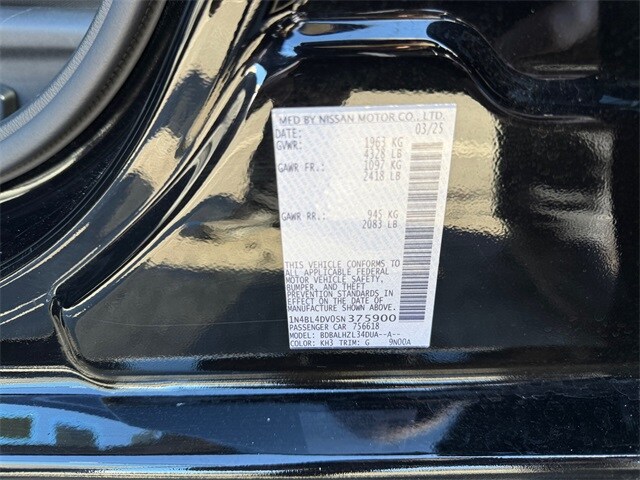 MFD BY NISSAN MOTOR CO., LTD.
DATE: 03/25
GVWR: 1963 KG
4328 LB
GAWR FR.: 1097 KG
2418 LB
GAWR RR.: 945 KG
2083 LB
THIS VEHICLE CONFORMS TO
ALL APPLICABLE FEDERAL
MOTOR VEHICLE SAFETY,
BUMPER, AND THEFT
PREVENTION STANDARDS
IN EFFECT ON THE DATE OF
MANUFACTURE SHOWN ABOVE.
1N4BL4DV0SN375900
PASSENGER CAR 756618
MODEL: BDBALHZL34DUA--A--
COLOR: KH3 TRIM: G 9N00A